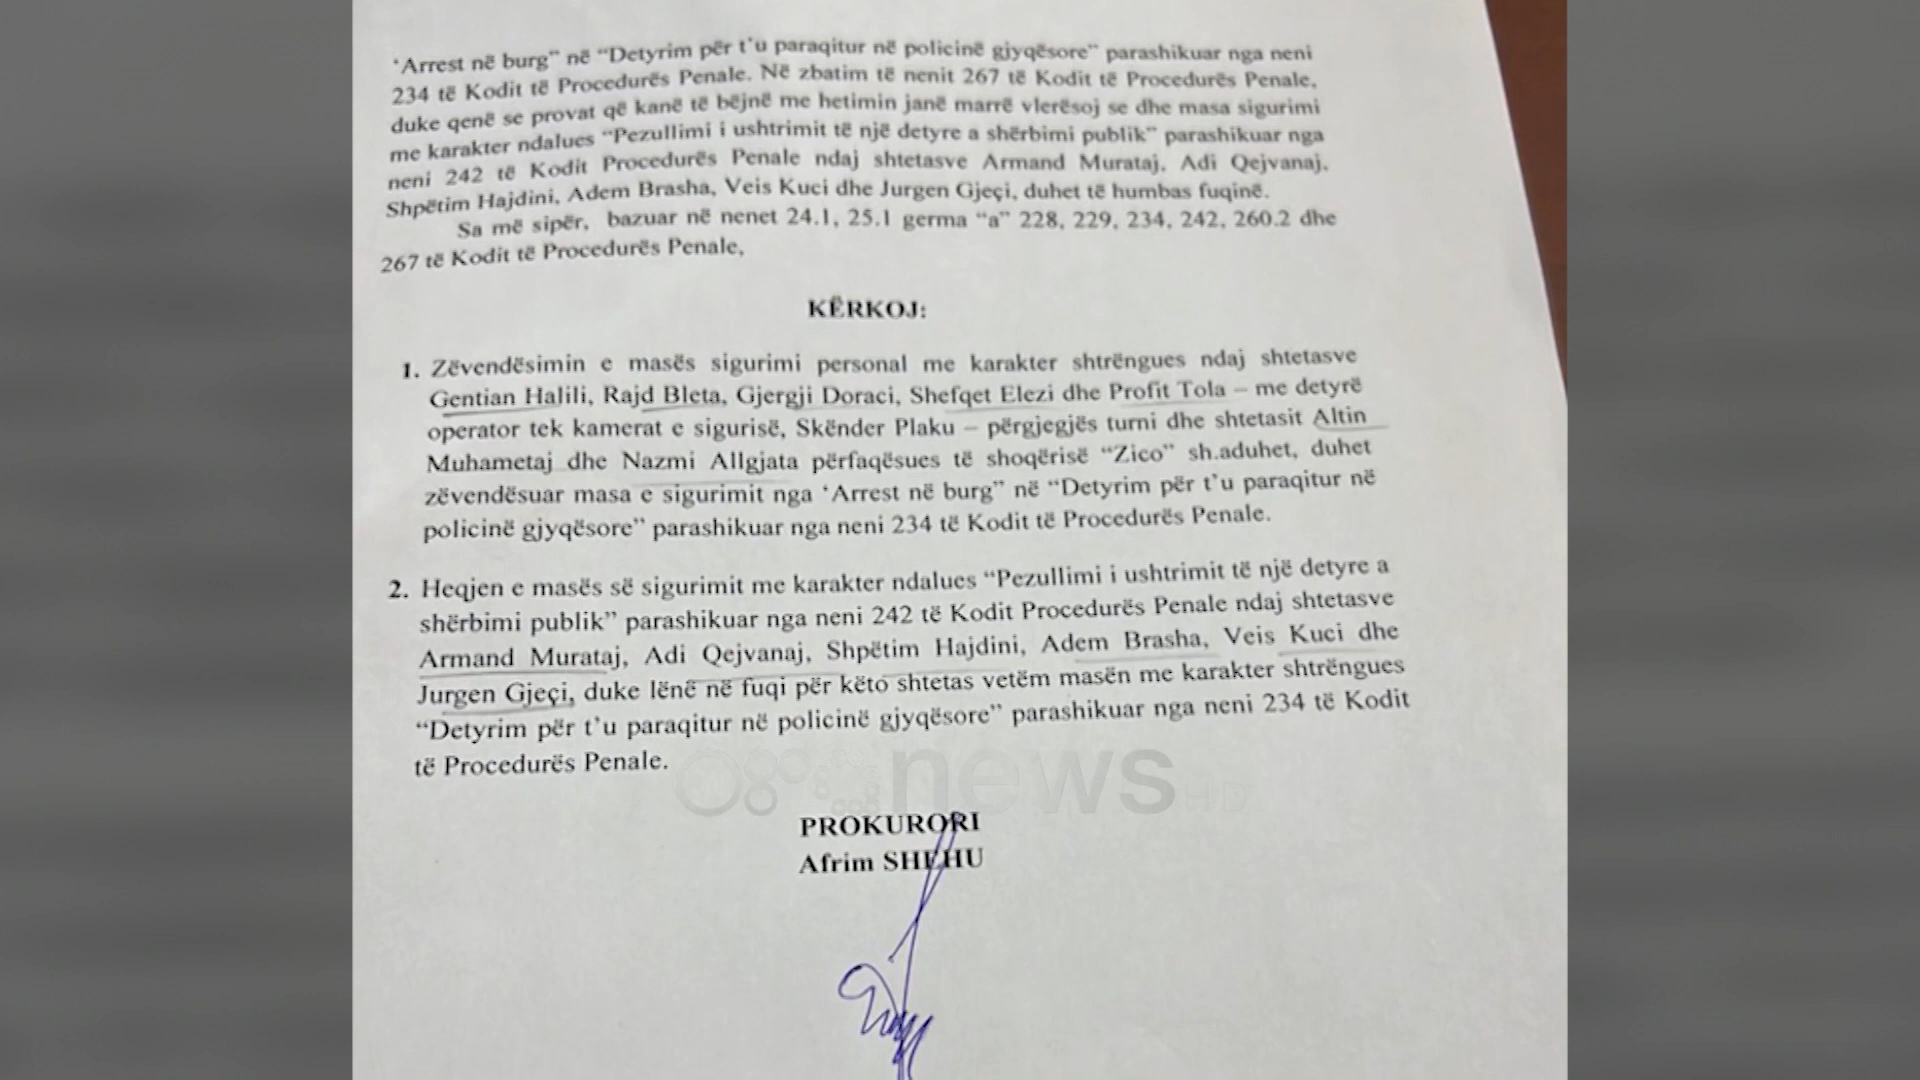 ‘Arrest në burg” në “Detyrim për t’u paraqitur në policinë gjyqësore” parashikuar nga neni
234 të Kodit të Procedurës Penale. Në zbatim të nenit 267 të Kodit të Procedurës Penale,
duke qenë se provat që kanë të bëjnë me hetimin janë marrë vlerësoj se dhe masa sigurimi
me karakter ndalues “Pezullimi i ushtrimit të një detyre a shërbimi publik” parashikuar nga
neni 242 të Kodit Procedurës Penale ndaj shtetasve Armand Murataj, Adi Qejvanaj,
Shpëtim Hajdini, Adem Brasha, Veis Kuci dhe Jurgen Gjeçi, duhet të humbas fuqinë.
Sa më sipër, bazuar në nenet 24.1, 25.1 germa “a” 228, 229, 234, 242, 260.2 dhe
267 të Kodit të Procedurës Penale,
KËRKOJ:
1. Zëvendësimin e masës sigurimi personal me karakter shtrëngues ndaj shtetasve
Gentian Halili, Rajd Bleta, Gjergji Doraci, Shefqet Elezi dhe Profit Tola – me detyrë
operator tek kamerat e sigurisë, Skënder Plaku – përgjegjës turni dhe shtetasit Altin
Muhametaj dhe Nazmi Allgjata përfaqësues të shoqërisë “Zico” sh.aduhet, duhet
zëvendësuar masa e sigurimit nga ‘Arrest në burg” në “Detyrim për t’u paraqitur në
policinë gjyqësore” parashikuar nga neni 234 të Kodit të Procedurës Penale.
2. Heqjen e masës së sigurimit me karakter ndalues “Pezullimi i ushtrimit të një detyre a
shërbimi publik” parashikuar nga neni 242 të Kodit Procedurës Penale ndaj shtetasve
Armand Murataj, Adi Qejvanaj, Shpëtim Hajdini, Adem Brasha, Veis Kuci dhe
Jurgen Gjeçi, duke lënë në fuqi për këto shtetas vetëm masën me karakter shtrëngues
“Detyrim për t’u paraqitur në policinë gjyqësore” parashikuar nga neni 234 të Kodit
të Procedurës Penale.
news HD
PROKURORI
Afrim SHEHU